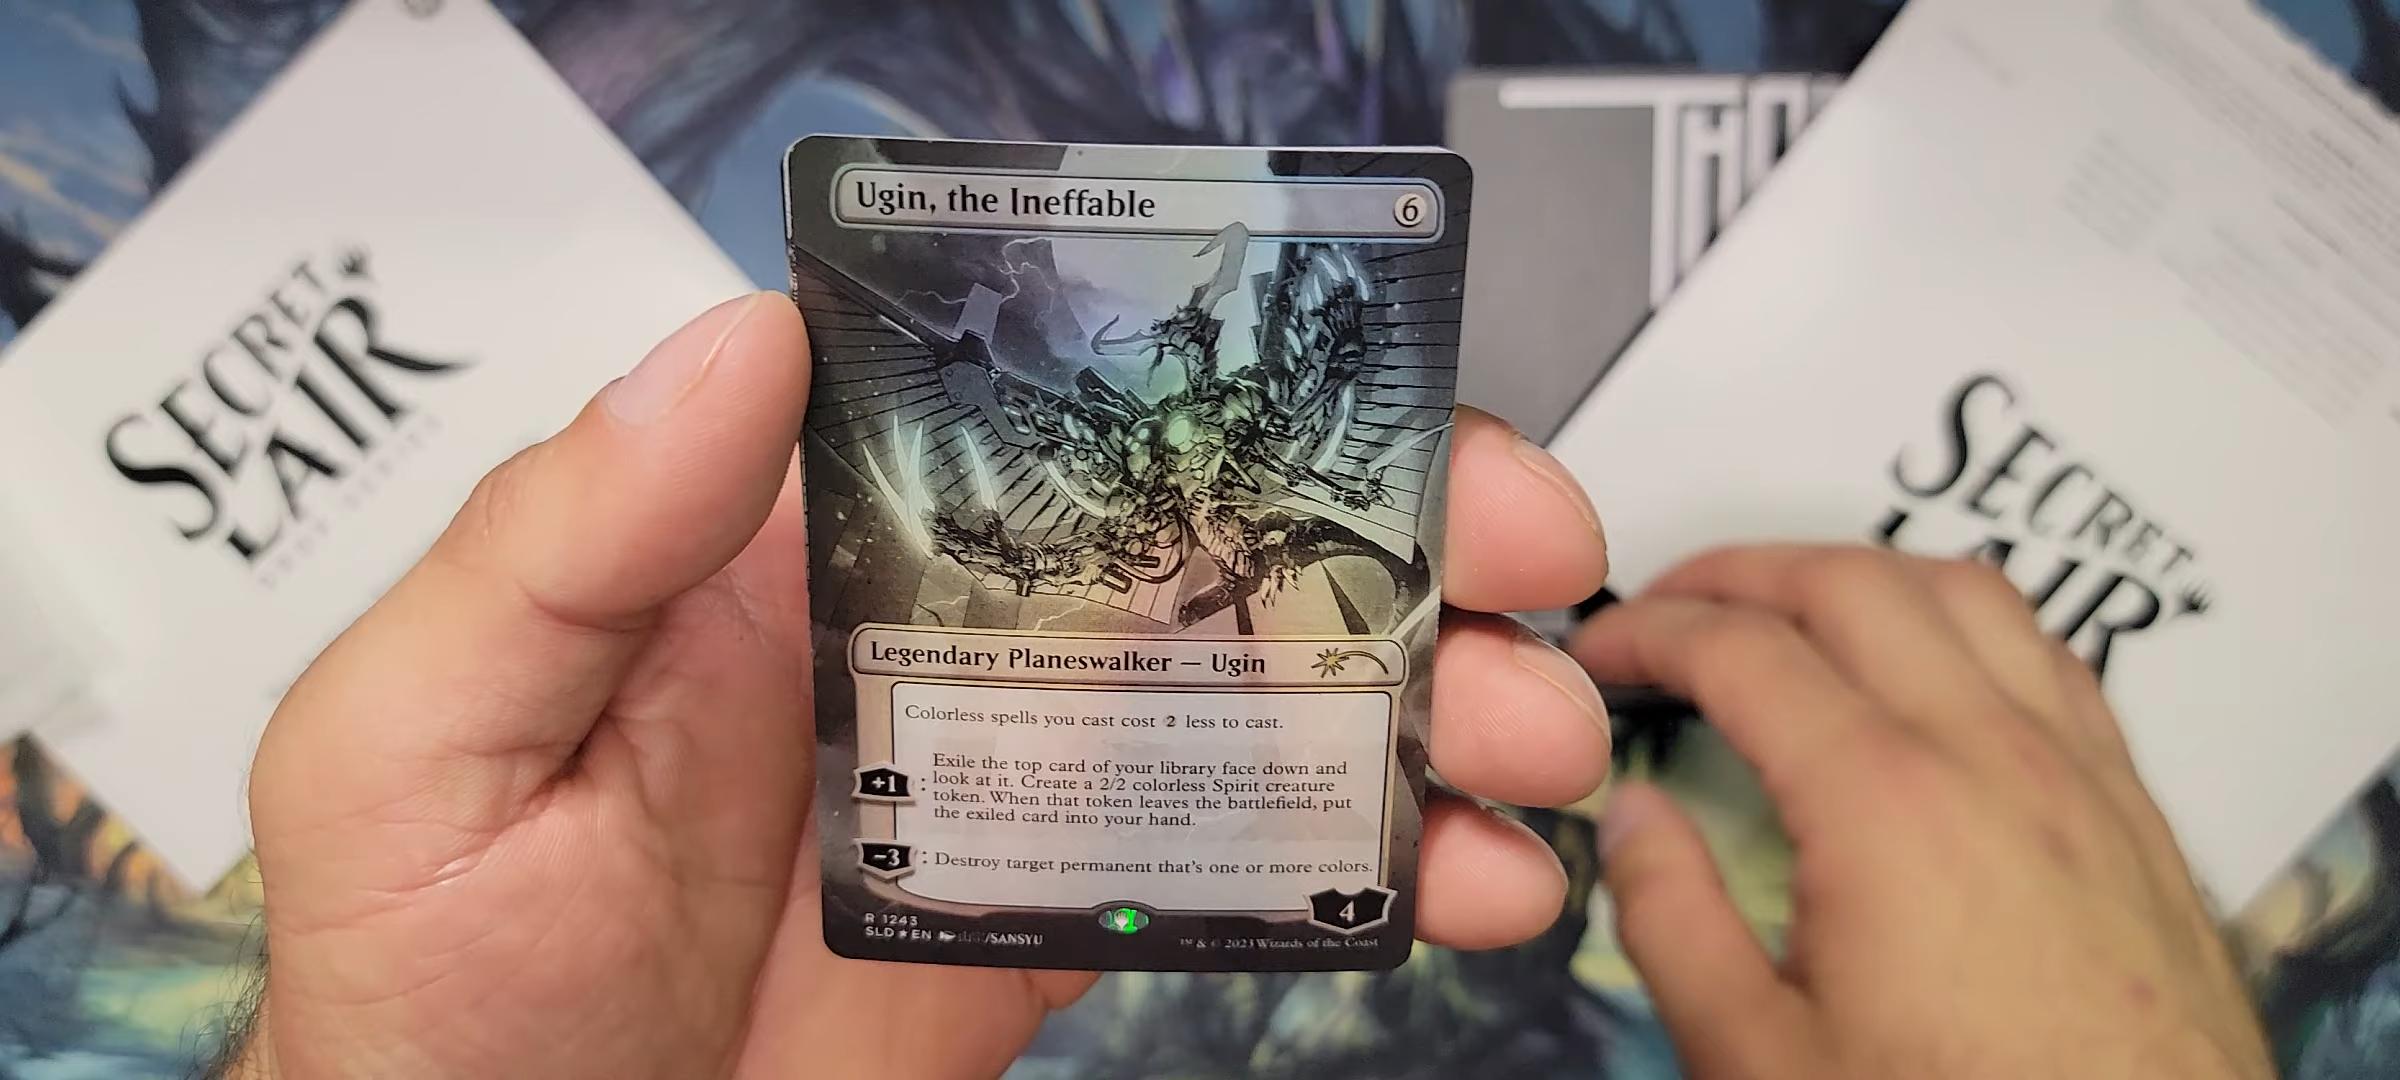 THO
SECRET
LAIR
DROP SERIES
Ugin, the Ineffable
6
Legendary Planeswalker — Ugin
Colorless spells you cast cost 2 less to cast.
+1 : Exile the top card of your library face down and
look at it. Create a 2/2 colorless Spirit creature
token. When that token leaves the battlefield, put
the exiled card into your hand.
-3 : Destroy target permanent that's one or more colors.
4
R 1243
SLD★EN
/SANSYU
™ & © 2023 Wizards of the Coast
SECRET
LAIR